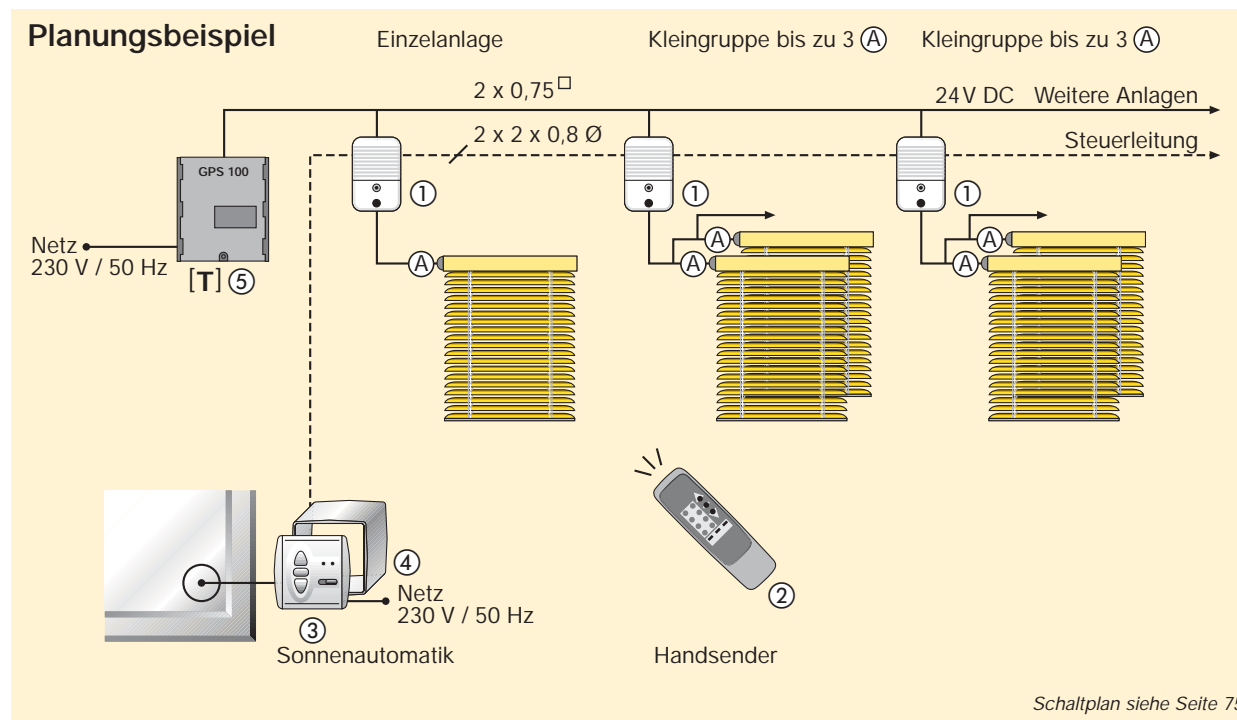 Planungsbeispiel
Einzelanlage
Kleingruppe bis zu 3 Ⓐ
Kleingruppe bis zu 3 Ⓐ
2 x 0,75 □
24V DC Weitere Anlagen
2 x 2 x 0,8 Ø
Steuerleitung
GPS 100
①
①
①
Netz
230 V / 50 Hz
[T] ⑤
A
A
A
A
A
④
Netz
230 V / 50 Hz
③
Sonnenautomatik
②
Handsender
Schaltplan siehe Seite 75